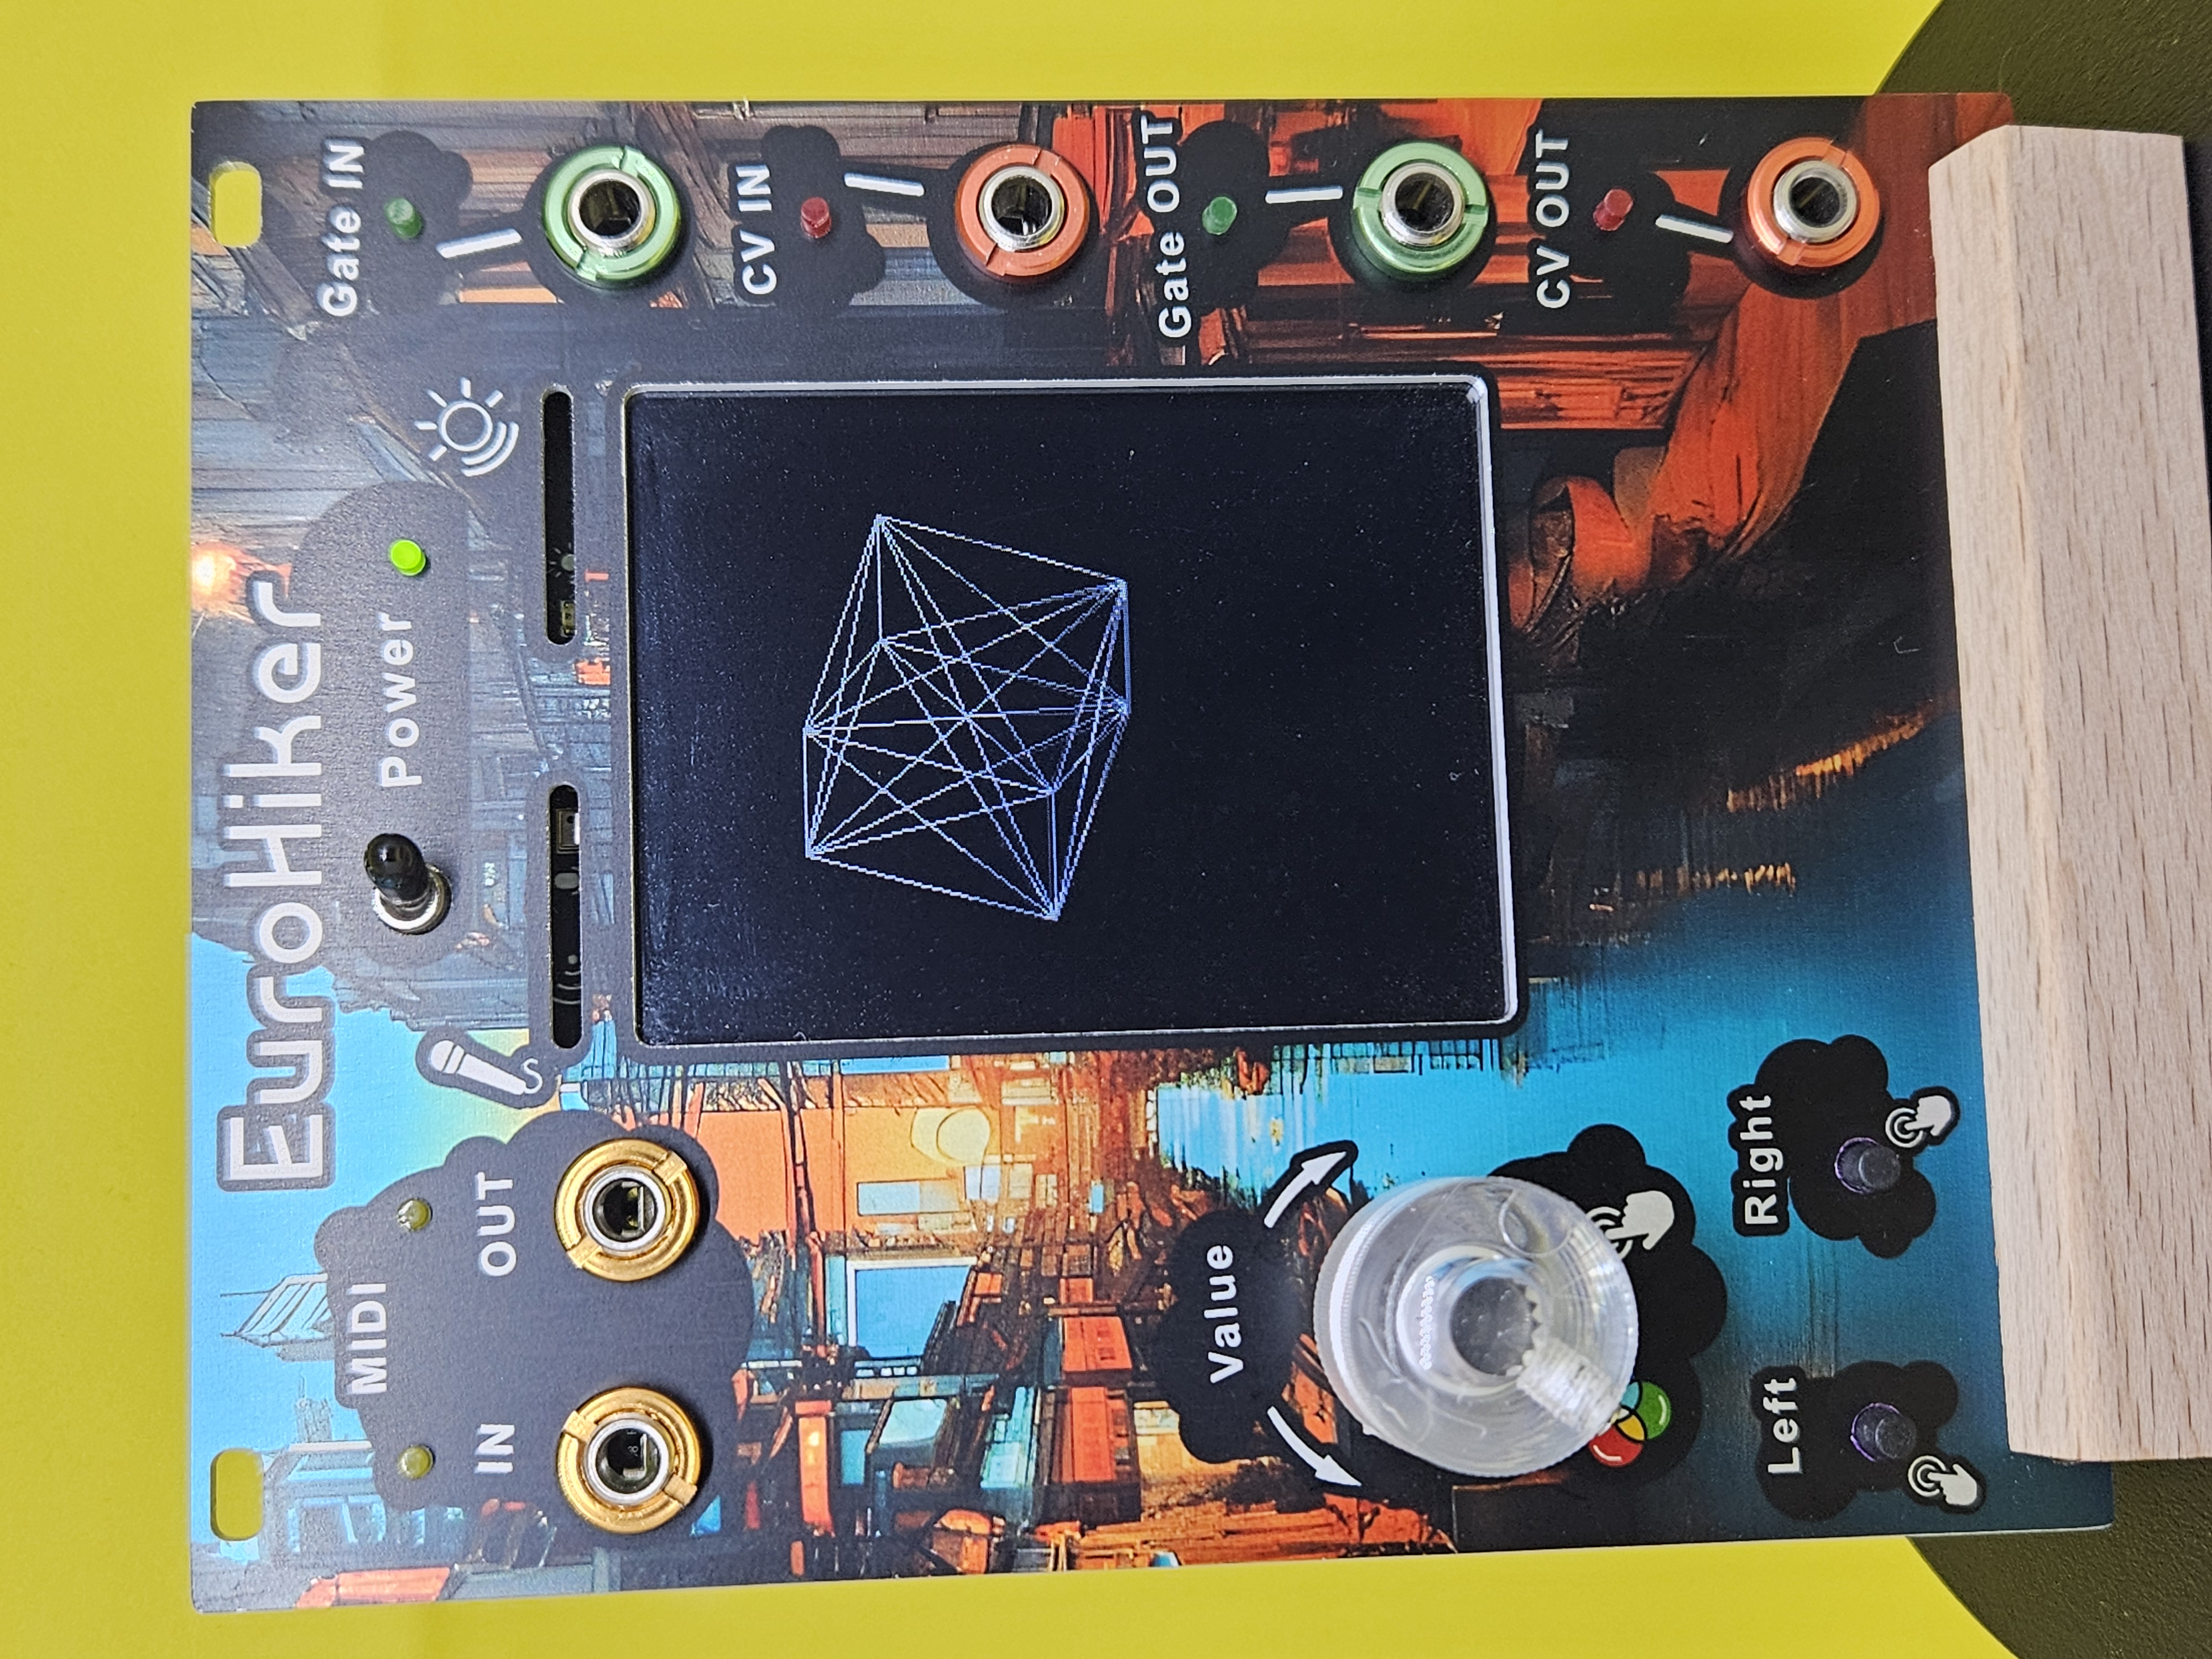 EuroHiker
MIDI
Power
Gate IN
IN
OUT
CV IN
Gate OUT
Value
CV OUT
Left
Right